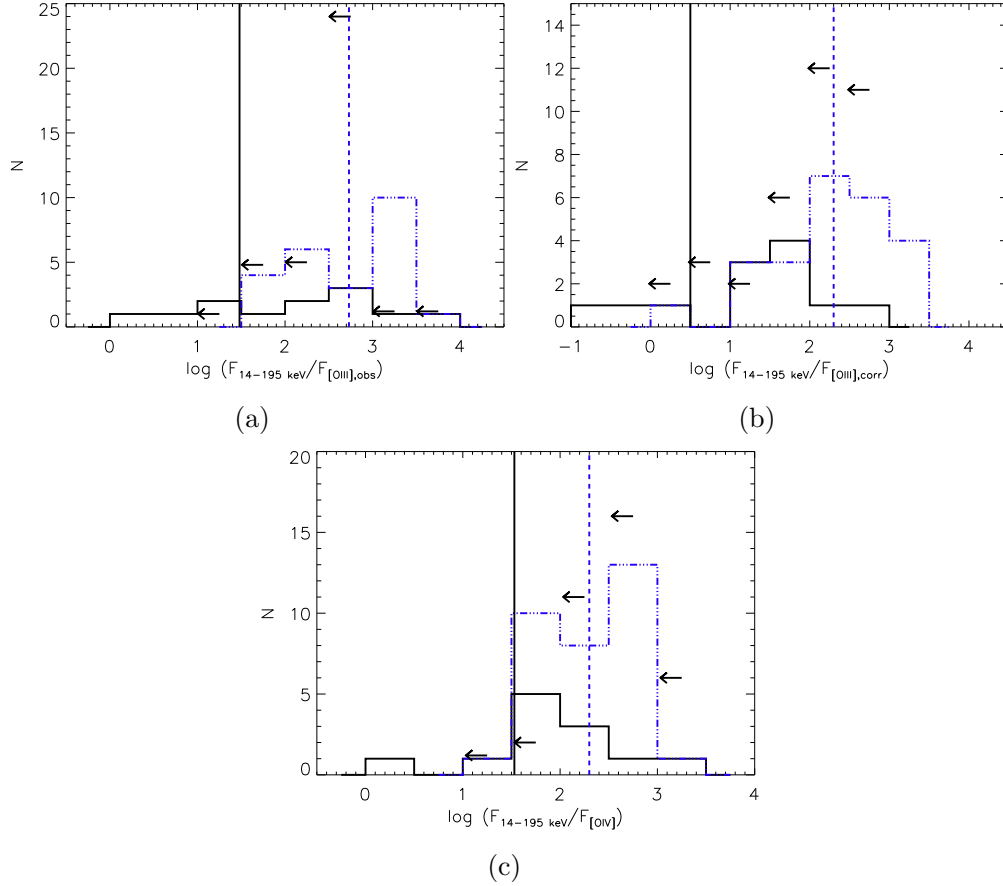 25
20
15
10
5
0
N
0 1 2 3 4
log (F14−195 keV/F[OIII],obs)
(a)
14
12
10
8
6
4
2
0
N
−1 0 1 2 3 4
log (F14−195 keV/F[OIII],corr)
(b)
20
15
10
5
0
N
0 1 2 3 4
log (F14−195 keV/F[OIV])
(c)